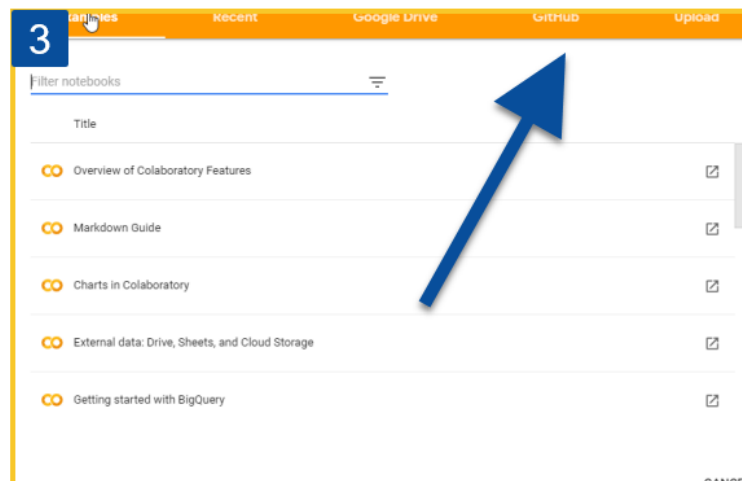 3
Examples Recent Google Drive GitHub Upload
Filter notebooks
Title
Overview of Colaboratory Features
Markdown Guide
Charts in Colaboratory
External data: Drive, Sheets, and Cloud Storage
Getting started with BigQuery